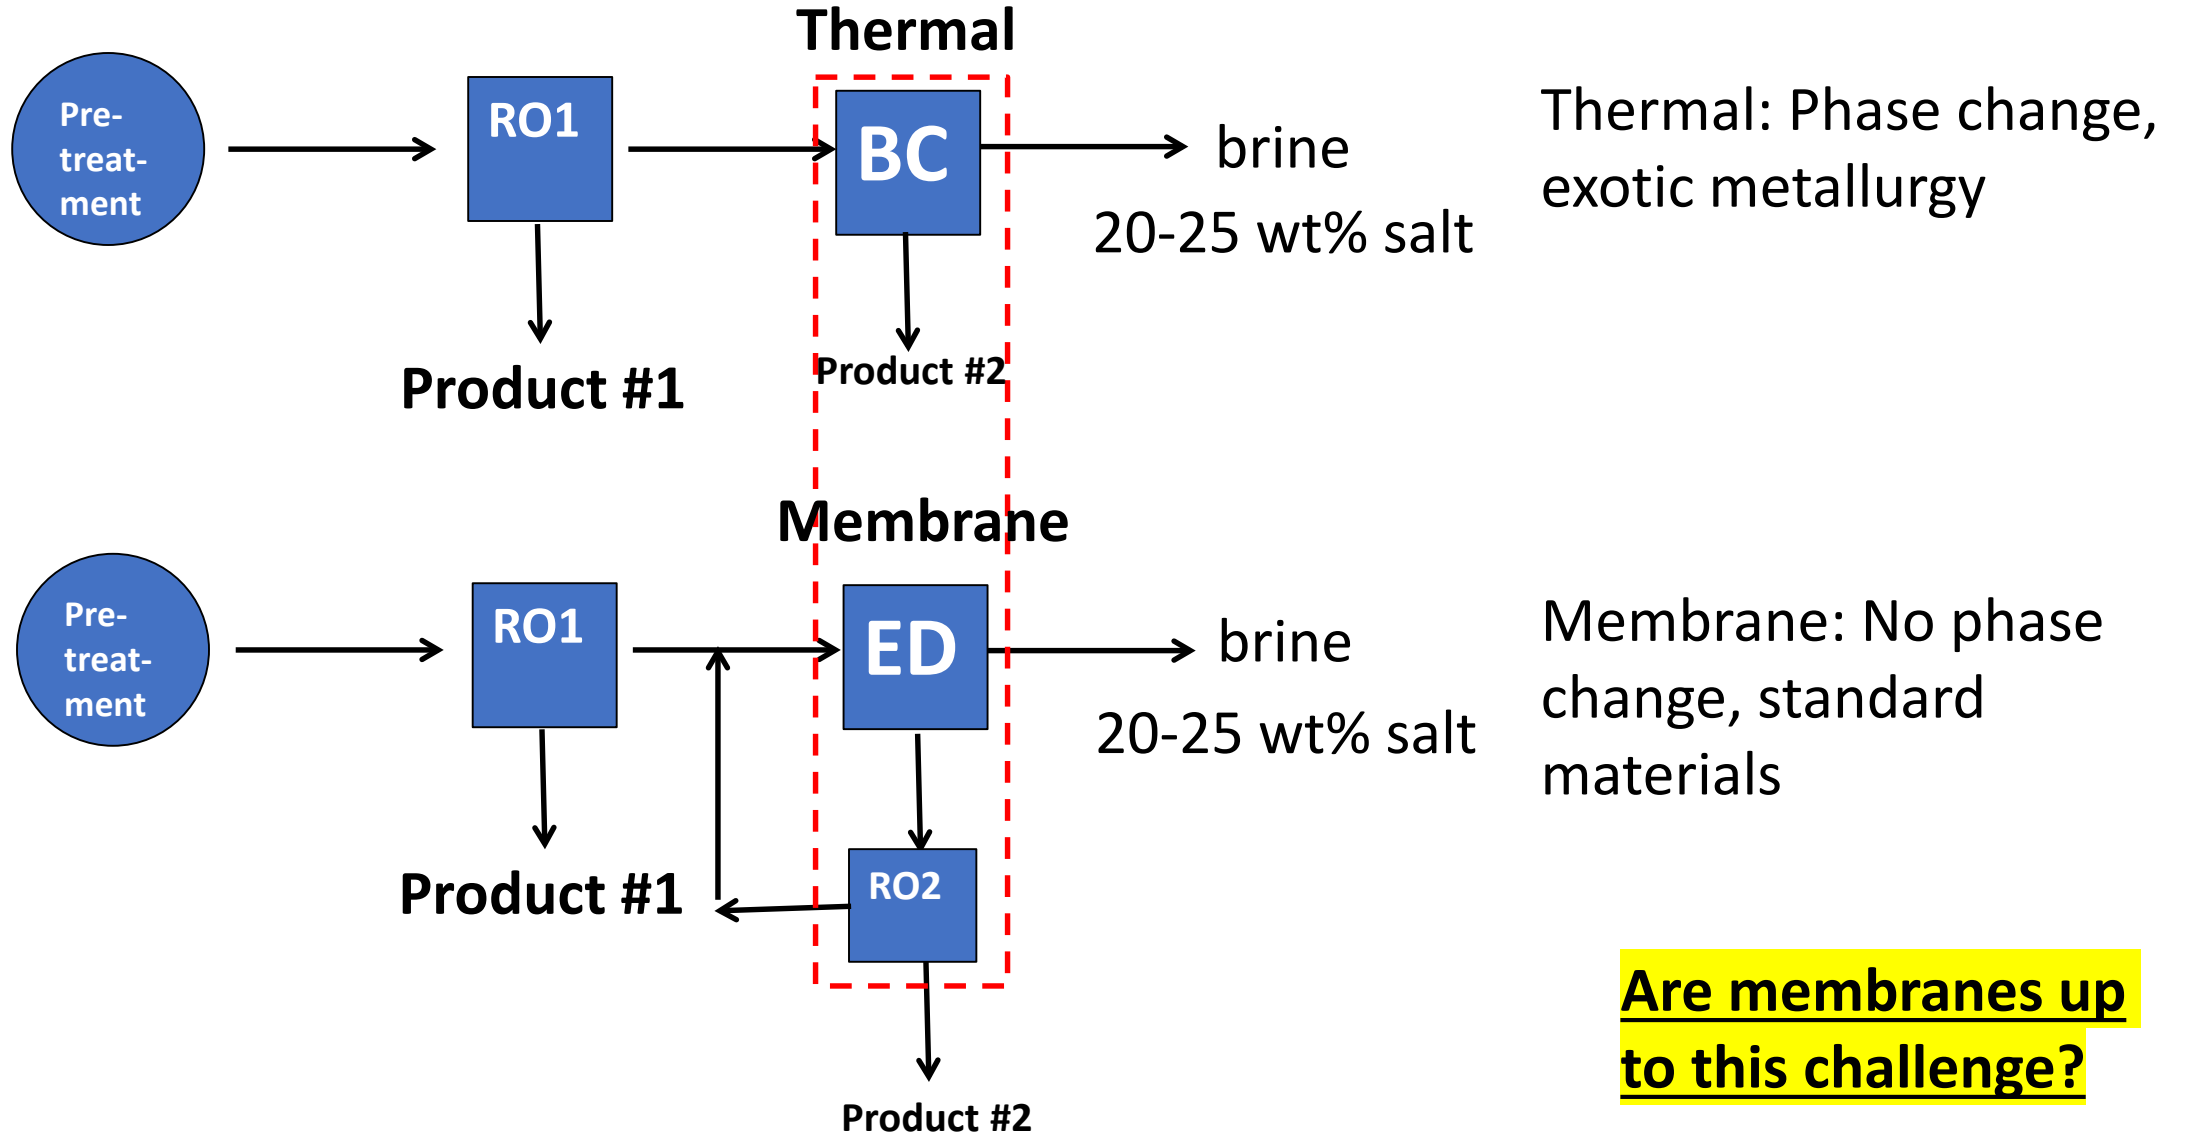 Thermal
Pre-
treat-
ment
RO1
BC
brine
20-25 wt% salt
Product #1
Product #2
Thermal: Phase change,
exotic metallurgy
Membrane
Pre-
treat-
ment
RO1
ED
brine
20-25 wt% salt
Product #1
RO2
Product #2
Membrane: No phase
change, standard
materials
Are membranes up
to this challenge?